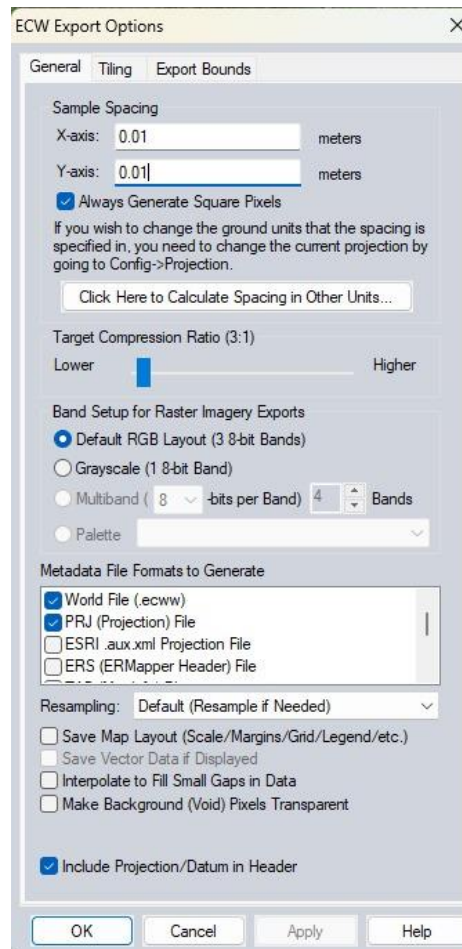 ECW Export Options
General Tiling Export Bounds
Sample Spacing
X-axis: 0.01 meters
Y-axis: 0.01 meters
Always Generate Square Pixels
If you wish to change the ground units that the spacing is
specified in, you need to change the current projection by
going to Config->Projection.
Click Here to Calculate Spacing in Other Units...
Target Compression Ratio (3:1)
Lower Higher
Band Setup for Raster Imagery Exports
Default RGB Layout (3 8-bit Bands)
Grayscale (1 8-bit Band)
Multiband ( 8 -bits per Band) 4 Bands
Palette
Metadata File Formats to Generate
World File (.ecww)
PRJ (Projection) File
ESRI .aux.xml Projection File
ERS (ERMapper Header) File
Resampling: Default (Resample if Needed)
Save Map Layout (Scale/Margins/Grid/Legend/etc.)
Save Vector Data if Displayed
Interpolate to Fill Small Gaps in Data
Make Background (Void) Pixels Transparent
Include Projection/Datum in Header
OK Cancel Apply Help